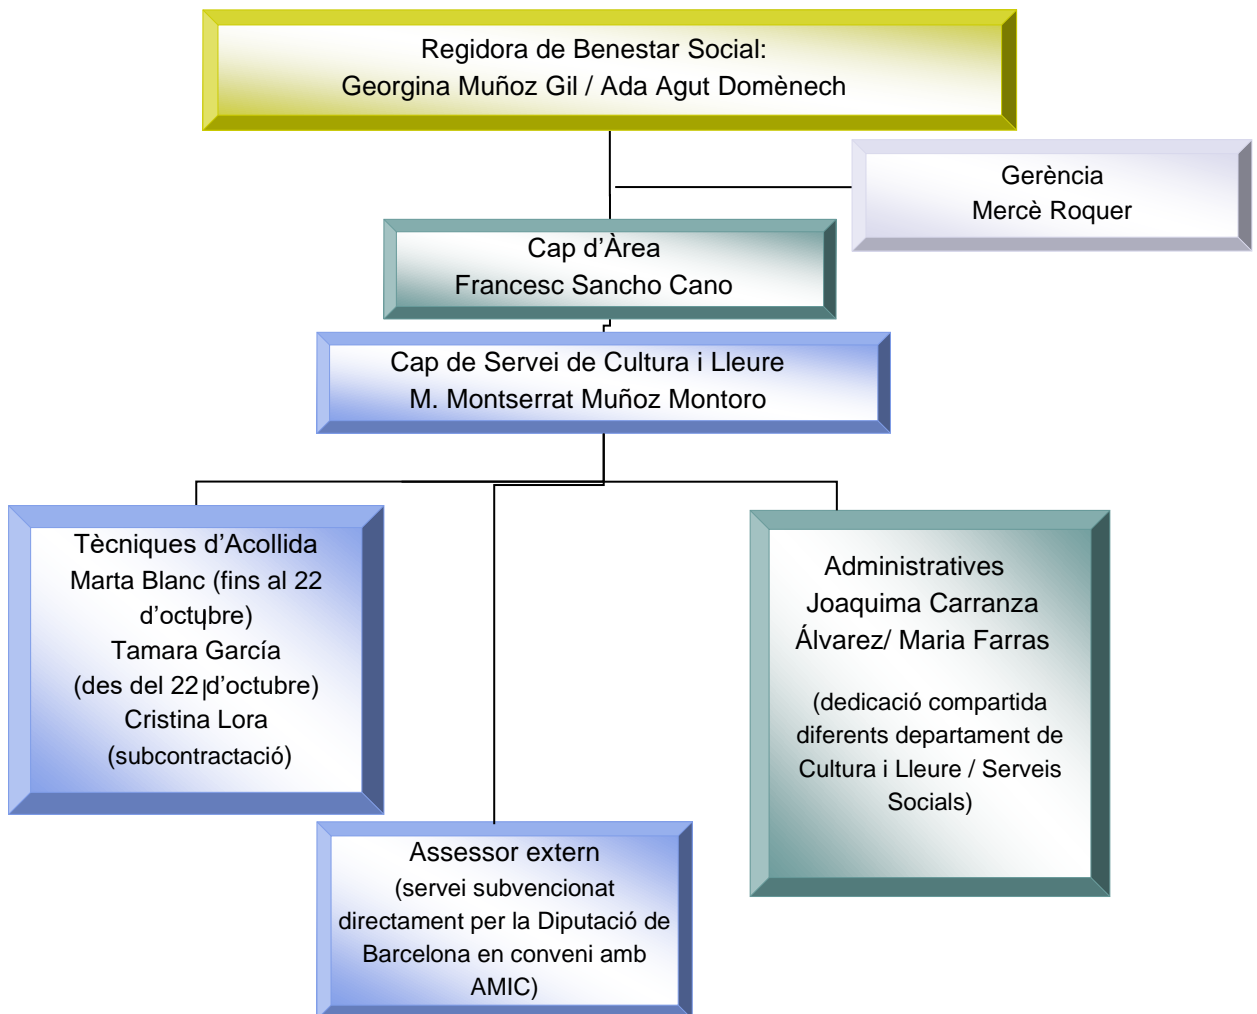 Regidora de Benestar Social:
Georgina Muñoz Gil / Ada Agut Domènech
Gerència
Mercè Roquer
Cap d’Àrea
Francesc Sancho Cano
Cap de Servei de Cultura i Lleure
M. Montserrat Muñoz Montoro
Tècniques d’Acollida
Marta Blanc (fins al 22
d’octubre)
Tamara García
(des del 22 d’octubre)
Cristina Lora
(subcontractació)
Administratives
Joaquima Carranza
Álvarez/ Maria Farras
(dedicació compartida
diferents departament de
Cultura i Lleure / Serveis
Socials)
Assessor extern
(servei subvencionat
directament per la Diputació de
Barcelona en conveni amb
AMIC)